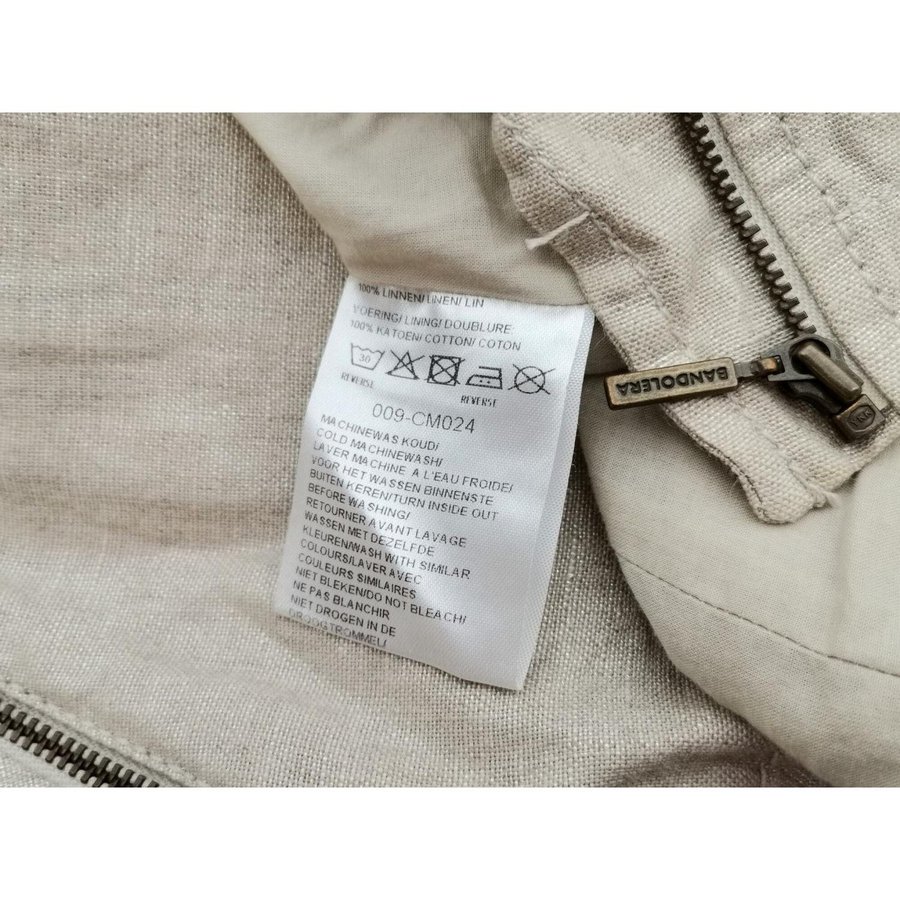 100% LINNEN/ LINEN/ LIN
VOERING/ LINING/ DOUBLURE
100% KATOEN/ COTTON/ COTON
30
REVERSE
REVERSE
009-CM024
MACHINEWAS KOUD/
COLD MACHINEWASH/
LAVER MACHINE A L'EAU FROIDE/
VOOR HET WASSEN BINNENSTE
BUITEN KEREN/TURN INSIDE OUT
BEFORE WASHING/
RETOURNER AVANT LAVAGE
WASSEN MET DEZELFDE
KLEUREN/WASH WITH SIMILAR
COLOURS/LAVER AVEC
COULEURS SIMILAIRES
NIET BLEKEN/DO NOT BLEACH/
NE PAS BLANCHIR
NIET DROGEN IN DE
DROOGTROMMEL/
BANDOLERA